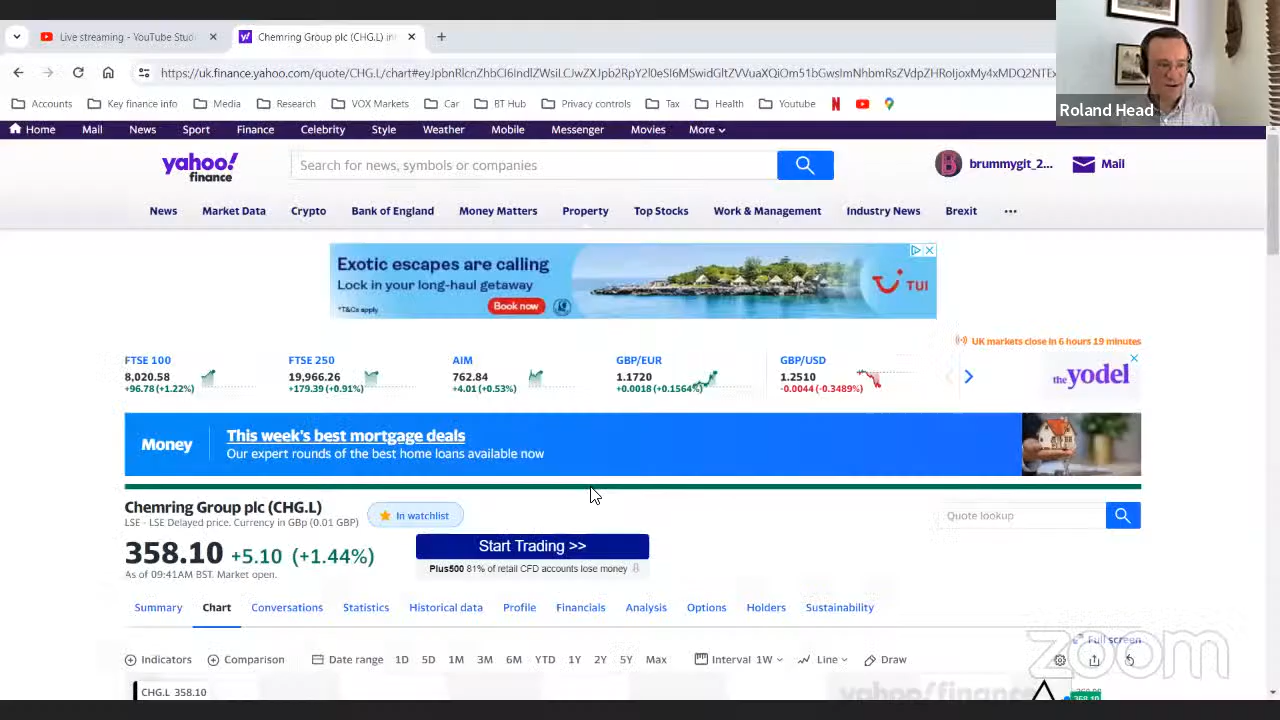 Live streaming - YouTube Stud
Chemring Group plc (CHG.L) in
Roland Head
Accounts Key finance info Media Research VOX Markets Car BT Hub Privacy controls Tax Health Youtube
Home Mail News Sport Finance Celebrity Style Weather Mobile Messenger Movies More
yahoo! finance
Search for news, symbols or companies
brummygit_2... Mail
News Market Data Crypto Bank of England Money Matters Property Top Stocks Work & Management Industry News Brexit ...
Exotic escapes are calling
Lock in your long-haul getaway
*T&Cs apply
Book now
TUI
UK markets close in 6 hours 19 minutes
FTSE 100 FTSE 250 AIM GBP/EUR GBP/USD
8,020.58 19,966.26 762.84 1.1720 1.2510
+96.78 (+1.22%) +179.39 (+0.91%) +4.01 (+0.53%) +0.0018 (+0.1564%) -0.0044 (-0.3489%)
the yodel
Money
This week's best mortgage deals
Our expert rounds of the best home loans available now
Chemring Group plc (CHG.L)
LSE - LSE Delayed price. Currency in GBp (0.01 GBP)
In watchlist
Quote lookup
358.10 +5.10 (+1.44%)
As of 09:41AM BST. Market open.
Start Trading >>
Plus500 81% of retail CFD accounts lose money
Summary Chart Conversations Statistics Historical data Profile Financials Analysis Options Holders Sustainability
Full screen
Indicators Comparison Date range 1D 5D 1M 3M 6M YTD 1Y 2Y 5Y Max Interval 1W Line Draw
zoom
CHG.L 358.10
yahoo!finance
358.10